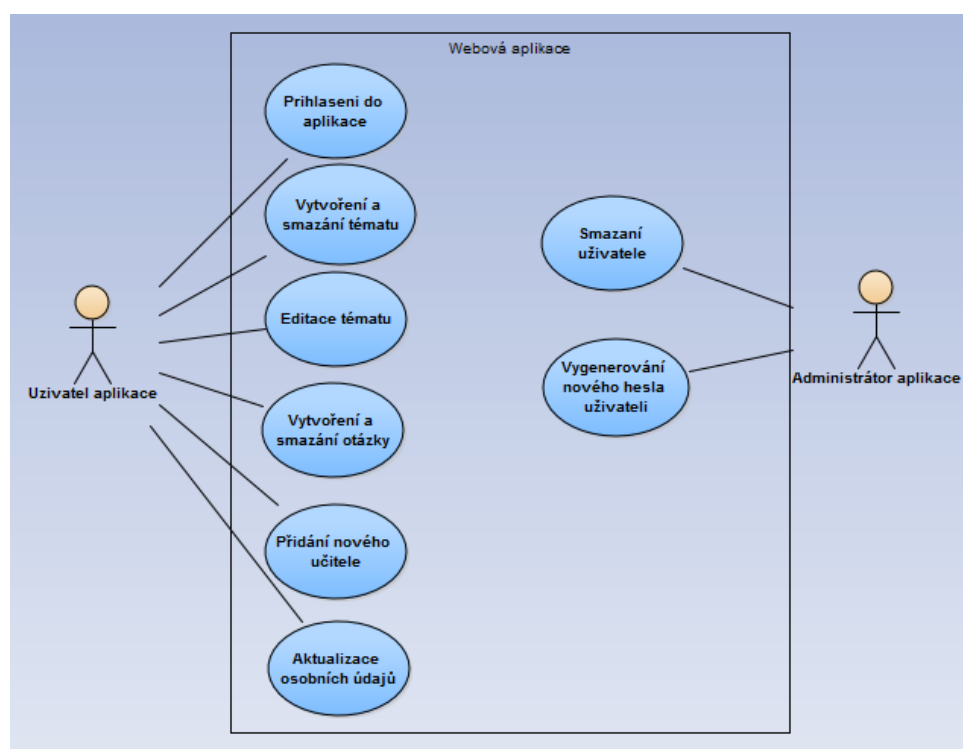 Webová aplikace
Prihlaseni do
aplikace
Vytvoření a
smazání tématu
Editace tématu
Vytvoření a
smazání otázky
Přidání nového
učitele
Aktualizace
osobních údajů
Smazaní
uživatele
Vygenerování
nového hesla
uživateli
Uzivatel aplikace
Administrátor aplikace